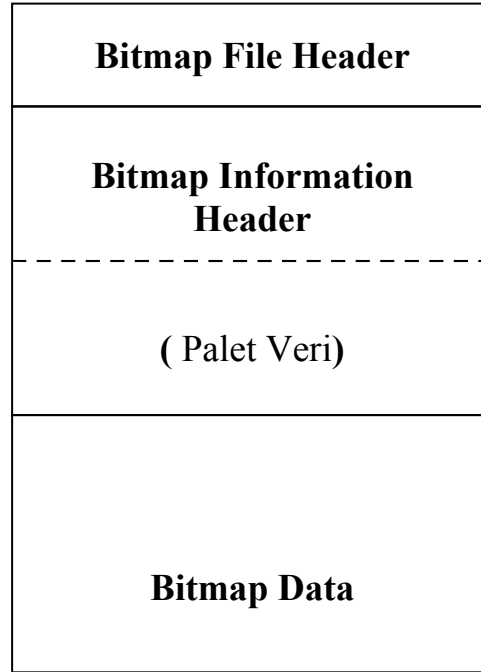 Bitmap File Header
Bitmap Information
Header
( Palet Veri)
Bitmap Data